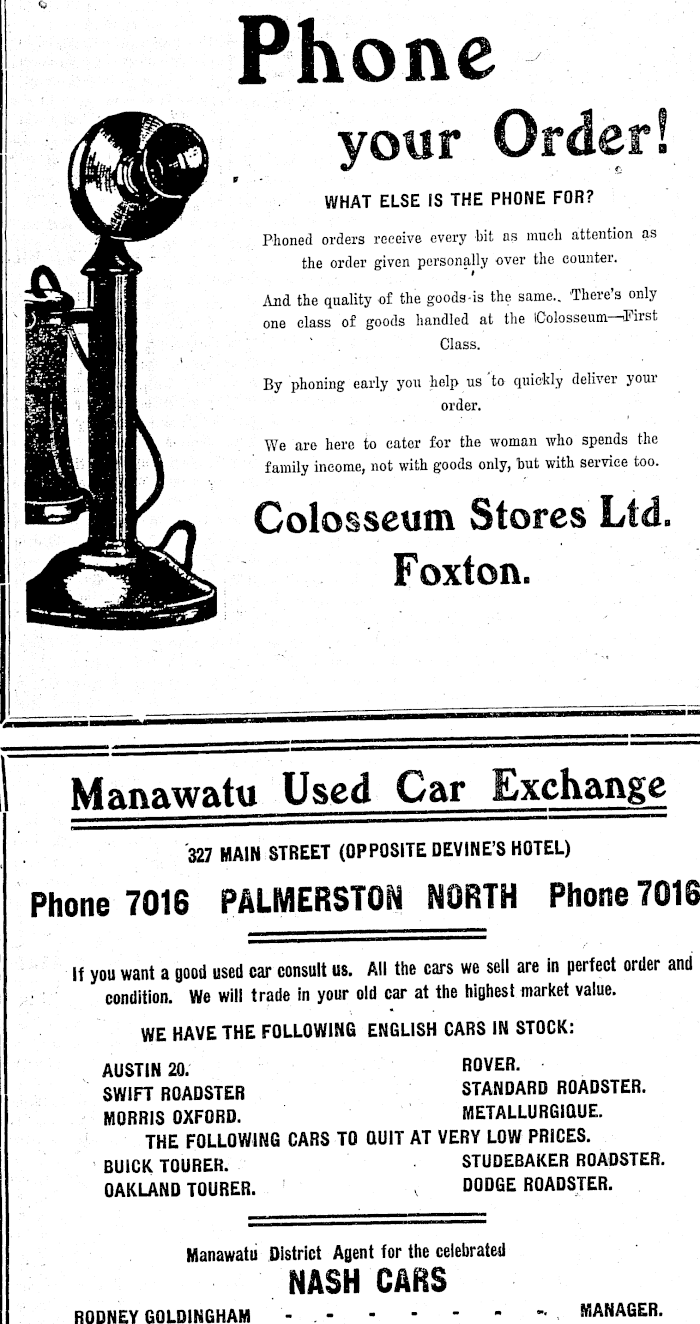 Phone
your Order!
WHAT ELSE IS THE PHONE FOR?
Phoned orders receive every bit as much attention as
the order given personally over the counter.
And the quality of the goods is the same. There's only
one class of goods handled at the Colosseum—First
Class.
By phoning early you help us to quickly deliver your
order.
We are here to cater for the woman who spends the
family income, not with goods only, but with service too.
Colosseum Stores Ltd.
Foxton.
Manawatu Used Car Exchange
327 MAIN STREET (OPPOSITE DEVINE'S HOTEL)
Phone 7016 PALMERSTON NORTH Phone 7016
If you want a good used car consult us. All the cars we sell are in perfect order and
condition. We will trade in your old car at the highest market value.
WE HAVE THE FOLLOWING ENGLISH CARS IN STOCK:
AUSTIN 20. ROVER.
SWIFT ROADSTER STANDARD ROADSTER.
MORRIS OXFORD. METALLURGIQUE.
THE FOLLOWING CARS TO QUIT AT VERY LOW PRICES.
BUICK TOURER. STUDEBAKER ROADSTER.
OAKLAND TOURER. DODGE ROADSTER.
Manawatu District Agent for the celebrated
NASH CARS
RODNEY GOLDINGHAM - - - - - - - MANAGER.